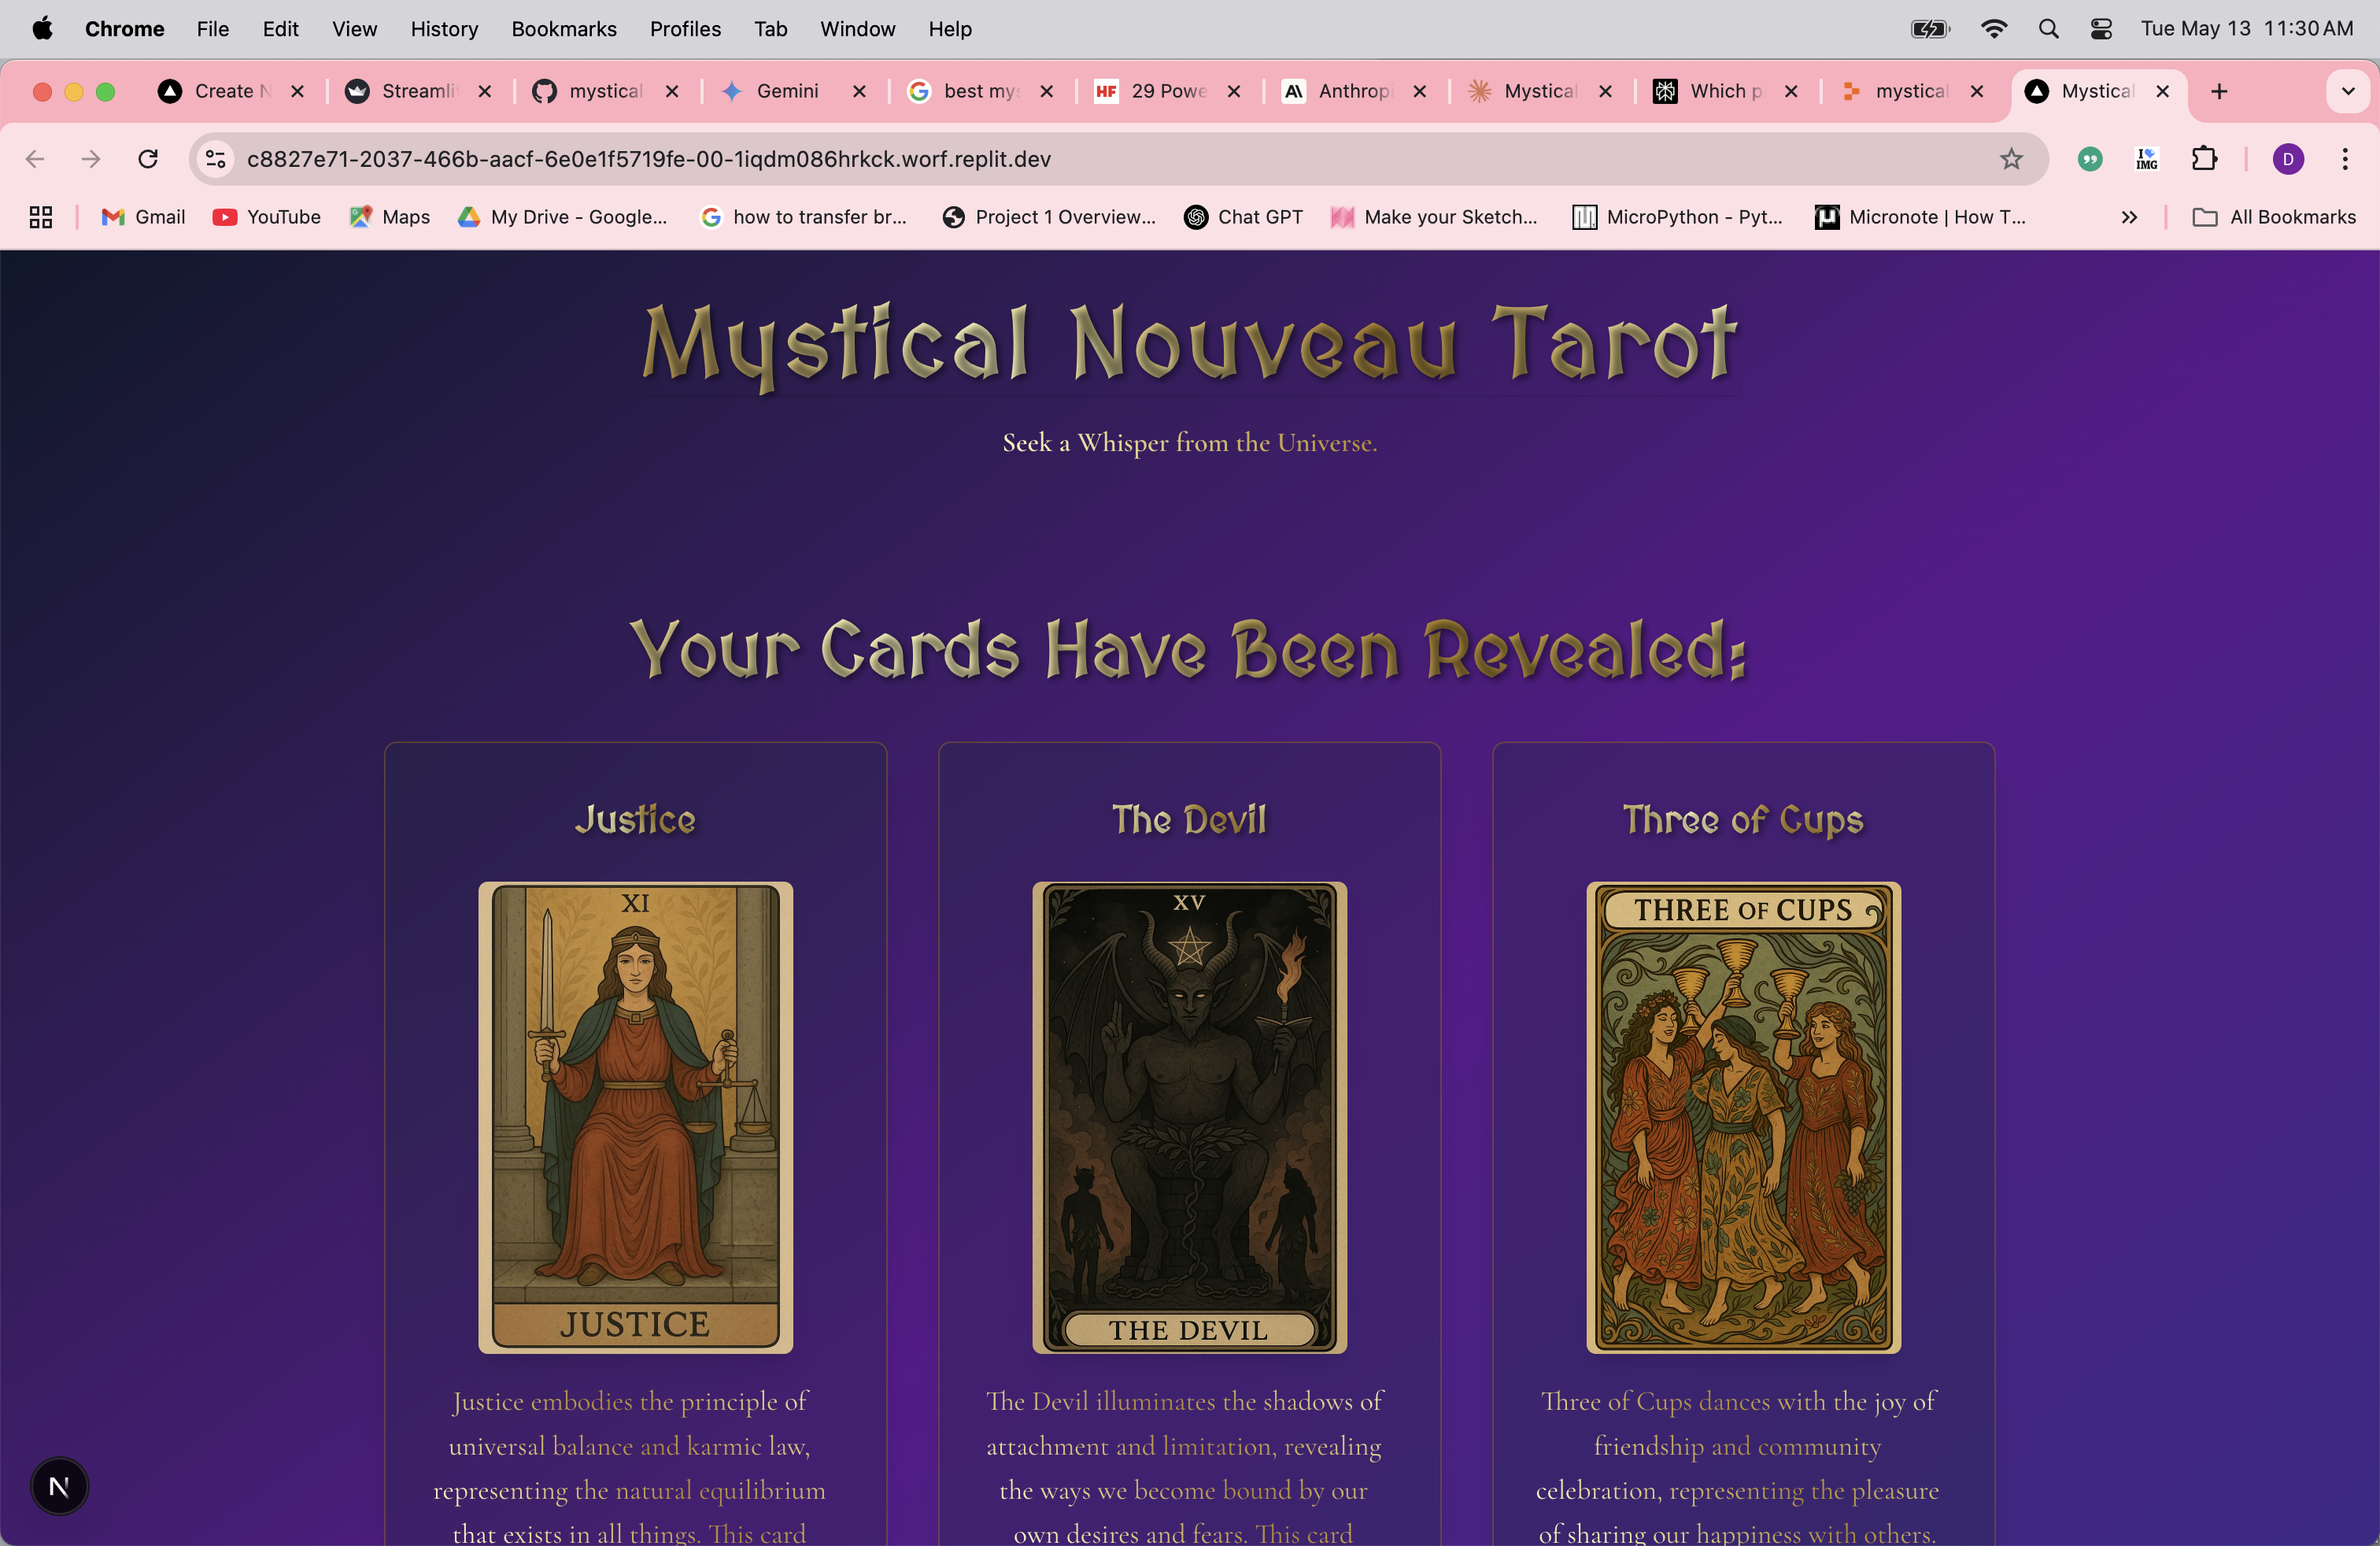 Chrome File Edit View History Bookmarks Profiles Tab Window Help Tue May 13 11:30 AM
Create N Streamli mystical Gemini best mys 29 Powe Anthropi Mystical Which p mystical Mystical
c8827e71-2037-466b-aacf-6e0e1f5719fe-00-1iqdm086hrkck.worf.replit.dev I IMG D
Gmail YouTube Maps My Drive - Google... how to transfer br... Project 1 Overview... Chat GPT Make your Sketch... MicroPython - Pyt... Micronote | How T... All Bookmarks
Mystical Nouveau Tarot
Seek a Whisper from the Universe.
Your Cards Have Been Revealed:
Justice
XI
JUSTICE
Justice embodies the principle of
universal balance and karmic law,
representing the natural equilibrium
that exists in all things. This card
The Devil
XV
THE DEVIL
The Devil illuminates the shadows of
attachment and limitation, revealing
the ways we become bound by our
own desires and fears. This card
Three of Cups
THREE OF CUPS
Three of Cups dances with the joy of
friendship and community
celebration, representing the pleasure
of sharing our happiness with others.
N